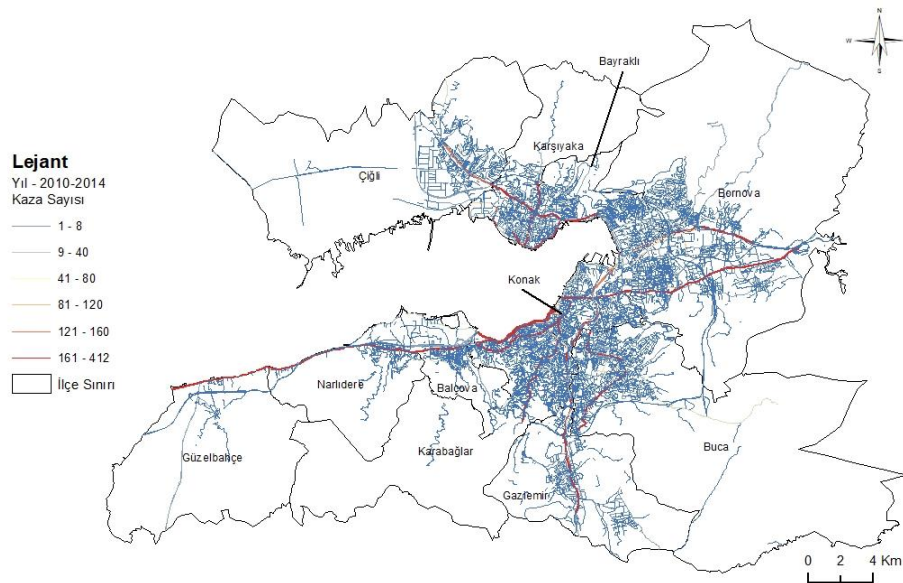 N
W
S
Bayraklı
Karşıyaka
Çiğli
Bornova
Lejant
Yıl - 2010-2014
Kaza Sayısı
1 - 8
9 - 40
41 - 80
81 - 120
121 - 160
161 - 412
İlçe Sınırı
Konak
Narlıdere
Balçova
Güzelbahçe
Karabağlar
Buca
Gaziemir
0 2 4 Km